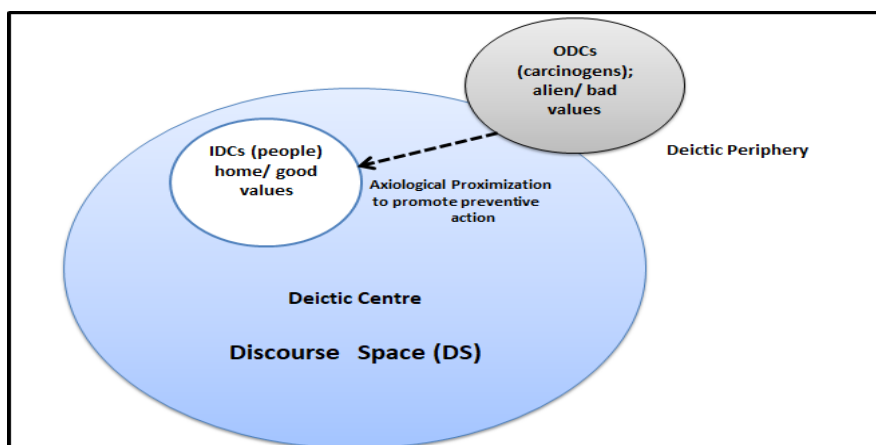 ODCs
(carcinogens);
alien/ bad
values
Deictic Periphery
IDCs (people)
home/ good
values
Axiological Proximization
to promote preventive
action
Deictic Centre
Discourse Space (DS)